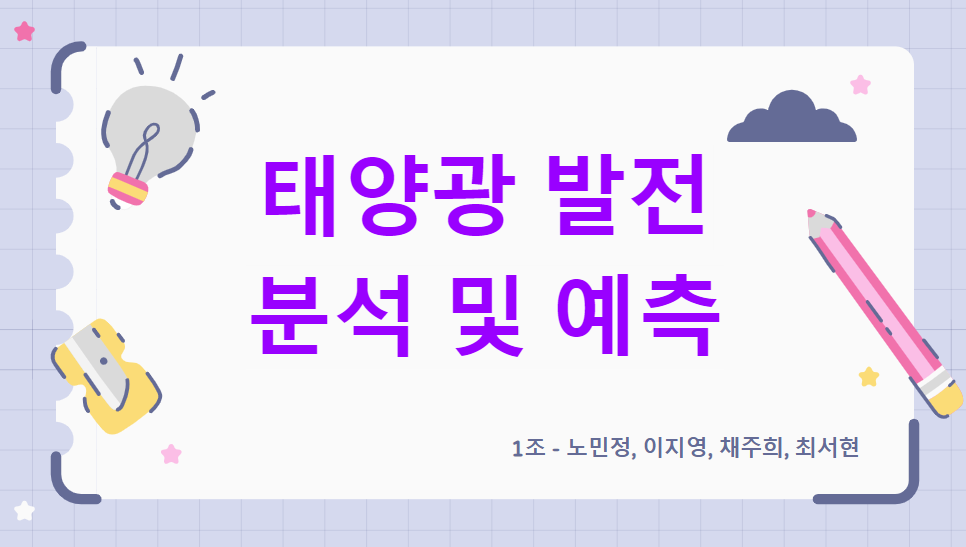 태양광 발전
분석 및 예측
1조 - 노민정, 이지영, 채주희, 최서현